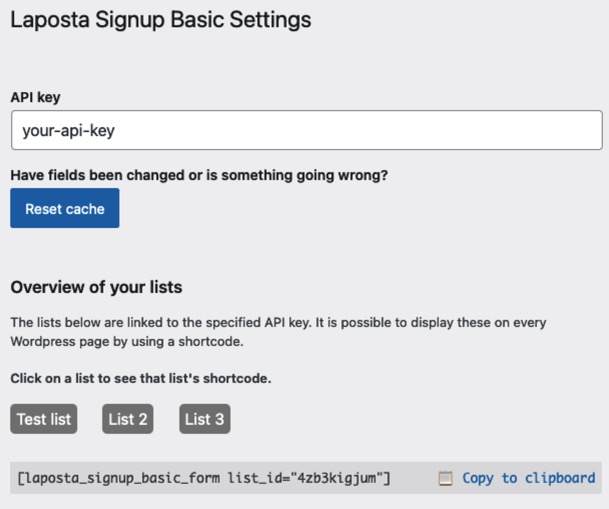 Laposta Signup Basic Settings
API key
your-api-key
Have fields been changed or is something going wrong?
Reset cache
Overview of your lists
The lists below are linked to the specified API key. It is possible to display these on every
Wordpress page by using a shortcode.
Click on a list to see that list's shortcode.
Test list List 2 List 3
[laposta_signup_basic_form list_id="4zb3kigjum"] Copy to clipboard